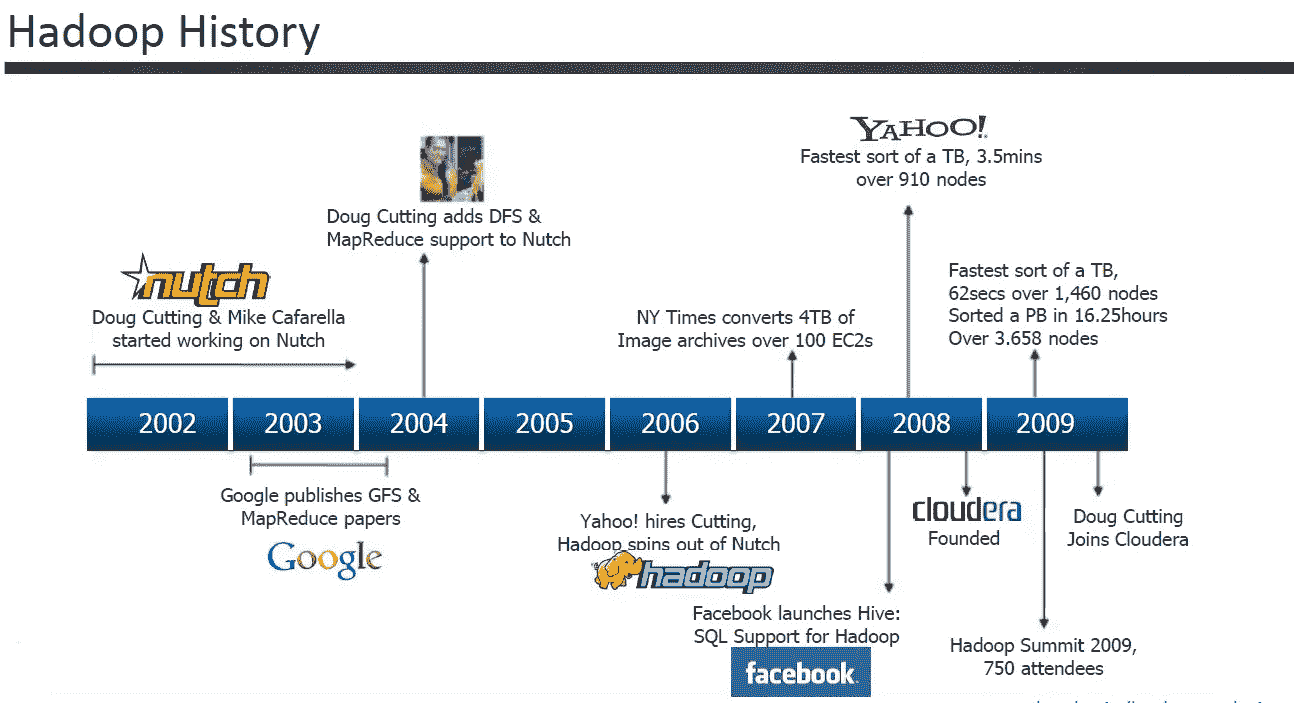 Hadoop History
YAHOO!
Fastest sort of a TB, 3.5mins
over 910 nodes
Doug Cutting adds DFS &
MapReduce support to Nutch
nutch
Doug Cutting & Mike Cafarella
started working on Nutch
NY Times converts 4TB of
Image archives over 100 EC2s
Fastest sort of a TB,
62secs over 1,460 nodes
Sorted a PB in 16.25hours
Over 3.658 nodes
2002
2003
2004
2005
2006
2007
2008
2009
Google publishes GFS &
MapReduce papers
Google
Yahoo! hires Cutting,
Hadoop spins out of Nutch
hadoop
Facebook launches Hive:
SQL Support for Hadoop
facebook
cloudera
Founded
Doug Cutting
Joins Cloudera
Hadoop Summit 2009,
750 attendees